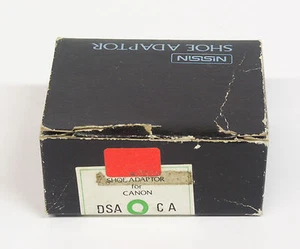 NISSIN
SHOE ADAPTOR
SHOE ADAPTOR
for
CANON
DSA CA